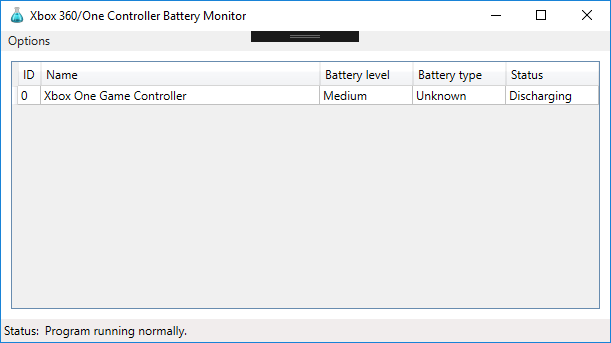 Xbox 360/One Controller Battery Monitor
Options
ID Name Battery level Battery type Status
0 Xbox One Game Controller Medium Unknown Discharging
Status: Program running normally.